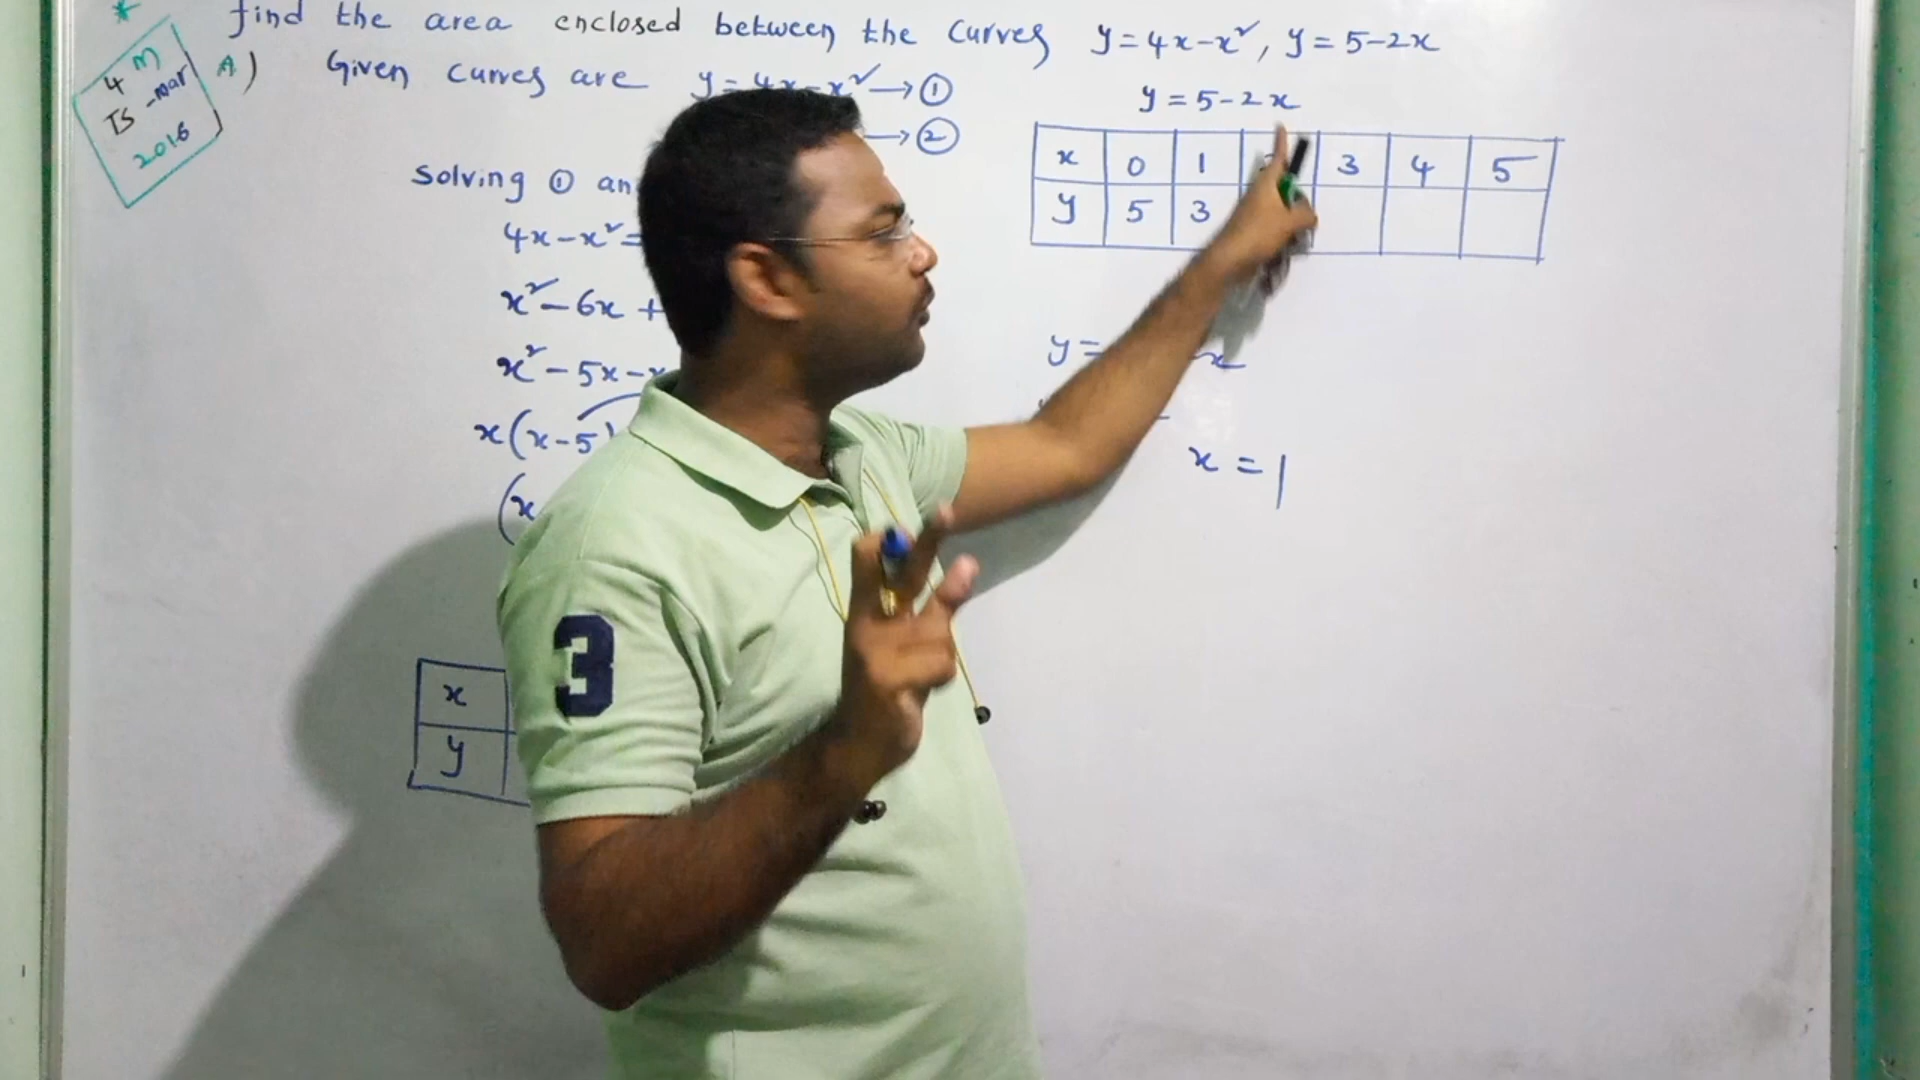 *
find the area enclosed between the curves y = 4x - x², y = 5 - 2x
4 M
TS - mar
2016
A) Given curves are y = 4x - x² → ①
→ ②
Solving ① an
4x - x² =
x² - 6x +
x² - 5x -
x(x - 5)
(x
x
y
y = 5 - 2x
x 0 1 3 4 5
y 5 3
y =
x = 1
3